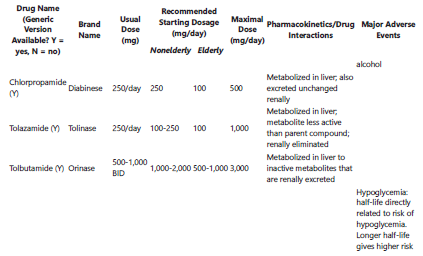 Drug Name (Generic Version Available? Y = yes, N = no) Brand Name Usual Dose (mg) Recommended Starting Dosage (mg/day) Maximal Dose (mg/day) Pharmacokinetics/Drug Interactions Major Adverse Events
Nonelderly Elderly
alcohol
Chlorpropamide (Y) Diabinese 250/day 250 100 500 Metabolized in liver; also excreted unchanged renally
Tolazamide (Y) Tolinase 250/day 100-250 100 1,000 Metabolized in liver; metabolite less active than parent compound; renally eliminated
Tolbutamide (Y) Orinase 500-1,000 BID 1,000-2,000 500-1,000 3,000 Metabolized in liver to inactive metabolites that are renally excreted
Hypoglycemia:
half-life directly
related to risk of
hypoglycemia.
Longer half-life
gives higher risk